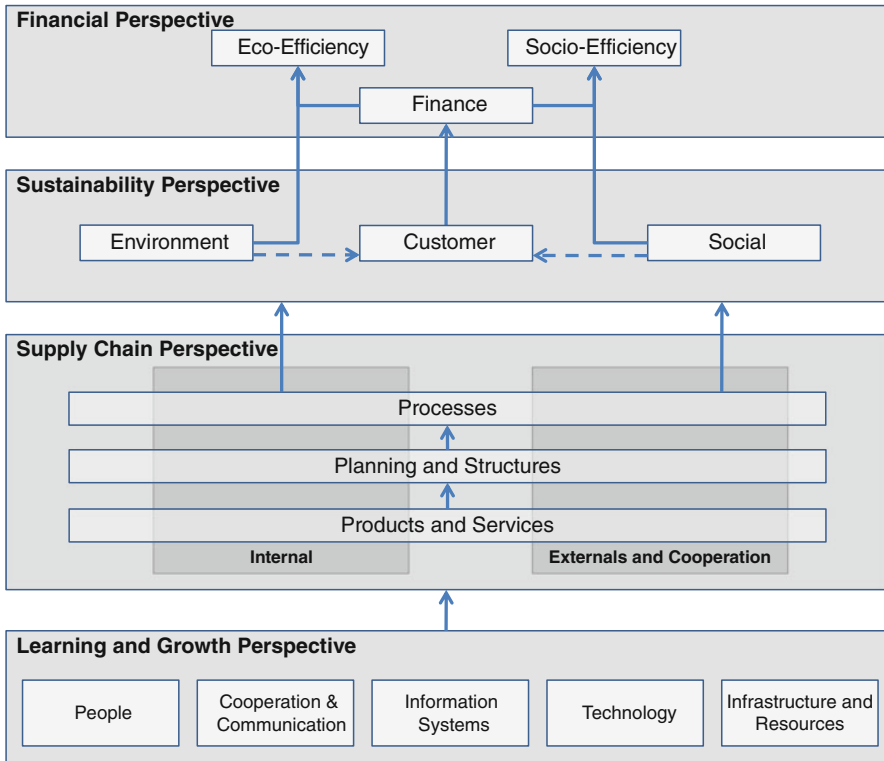 Financial Perspective
Eco-Efficiency
Socio-Efficiency
Finance
Sustainability Perspective
Environment
Customer
Social
Supply Chain Perspective
Processes
Planning and Structures
Products and Services
Internal
Externals and Cooperation
Learning and Growth Perspective
People
Cooperation &
Communication
Information
Systems
Technology
Infrastructure and
Resources